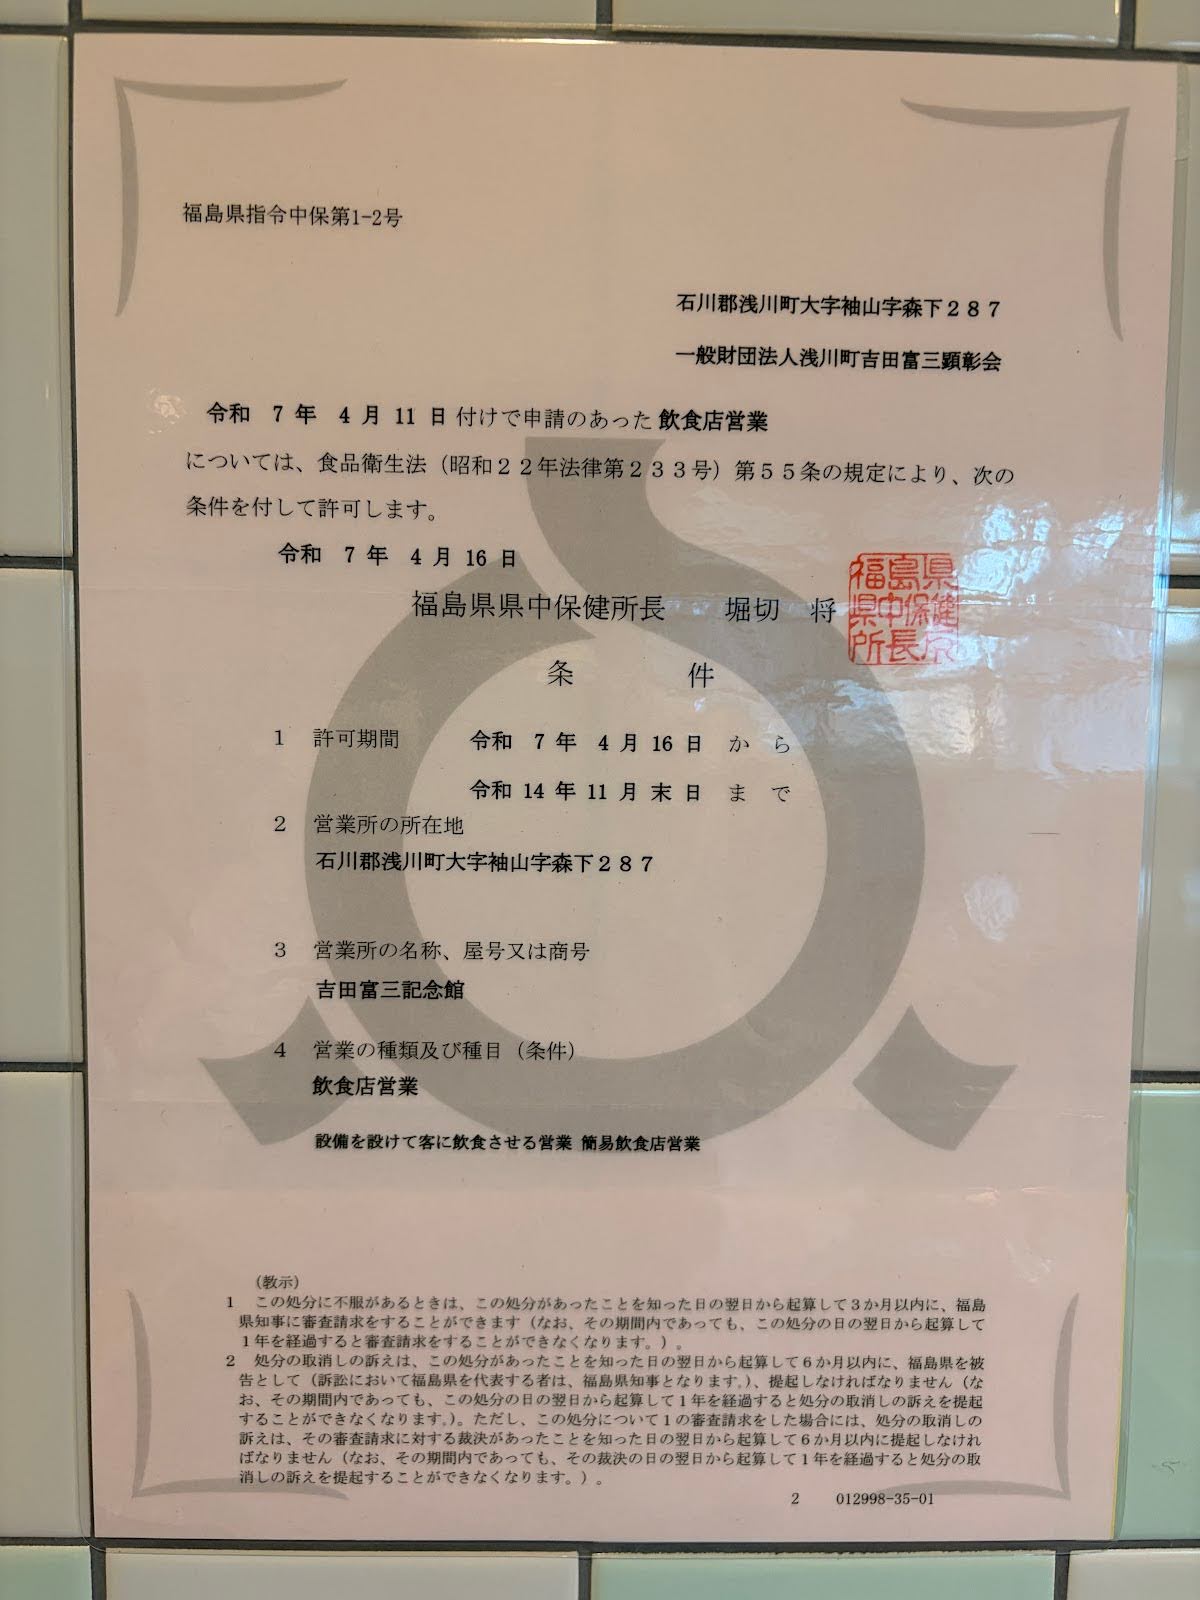 福島県指令中保第1-2号
石川郡浅川町大字袖山字森下２８７
一般財団法人浅川町吉田富三顕彰会
令和 7 年 4 月 11 日 付けで申請のあった 飲食店営業
については、食品衛生法（昭和２２年法律第２３３号）第５５条の規定により、次の
条件を付して許可します。
令和 7 年 4 月 16 日
福島県県中保健所長 堀切 将
福島県
県中保健
所長之印
条 件
１ 許可期間 令和 7 年 4 月 16 日 か ら
令和 14 年 11 月 末 日 ま で
２ 営業所の所在地
石川郡浅川町大字袖山字森下２８７
３ 営業所の名称、屋号又は商号
吉田富三記念館
４ 営業の種類及び種目（条件）
飲食店営業
設備を設けて客に飲食させる営業 簡易飲食店営業
（教示）
１ この処分に不服があるときは、この処分があったことを知った日の翌日から起算して３か月以内に、福島
県知事に審査請求をすることができます（なお、その期間内であっても、この処分の日の翌日から起算して
１年を経過すると審査請求をすることができなくなります。）。
２ 処分の取消しの訴えは、この処分があったことを知った日の翌日から起算して６か月以内に、福島県を被
告として（訴訟において福島県を代表する者は、福島県知事となります。）、提起しなければなりません（な
お、その期間内であっても、この処分の日の翌日から起算して１年を経過すると処分の取消しの訴えを提起
することができなくなります。）。ただし、この処分について１の審査請求をした場合には、処分の取消しの
訴えは、その審査請求に対する裁決があったことを知った日の翌日から起算して６か月以内に提起しなけれ
ばなりません（なお、その期間内であっても、その裁決の日の翌日から起算して１年を経過すると処分の取
消しの訴えを提起することができなくなります。）。
2 012998-35-01